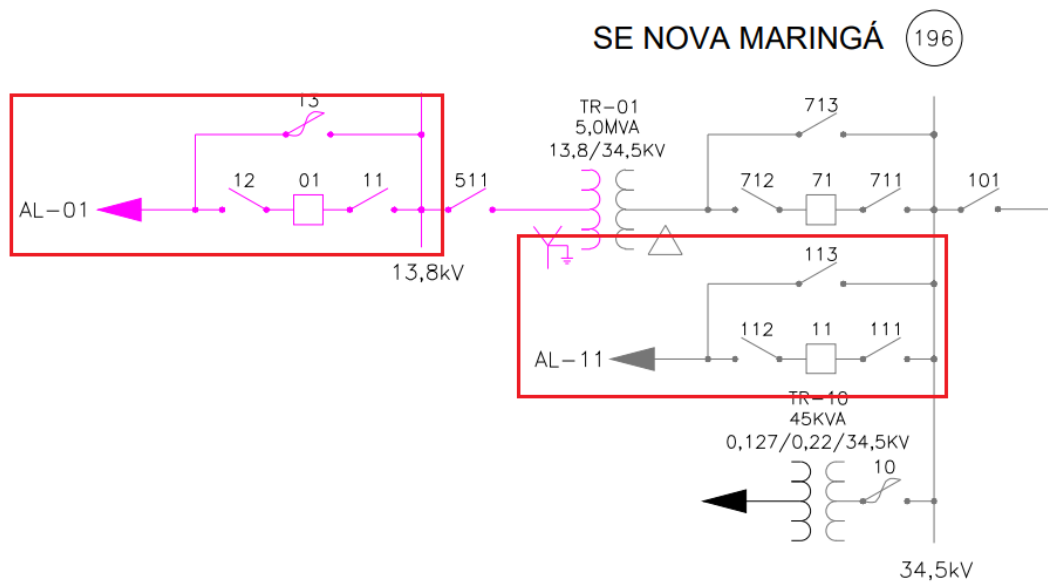 SE NOVA MARINGÁ 196
13
12 01 11 511
AL-01
13,8kV
TR-01
5,0MVA
13,8/34,5KV
713
712 71 711 101
113
112 11 111
AL-11
TR-10
45KVA
0,127/0,22/34,5KV
10
34,5kV